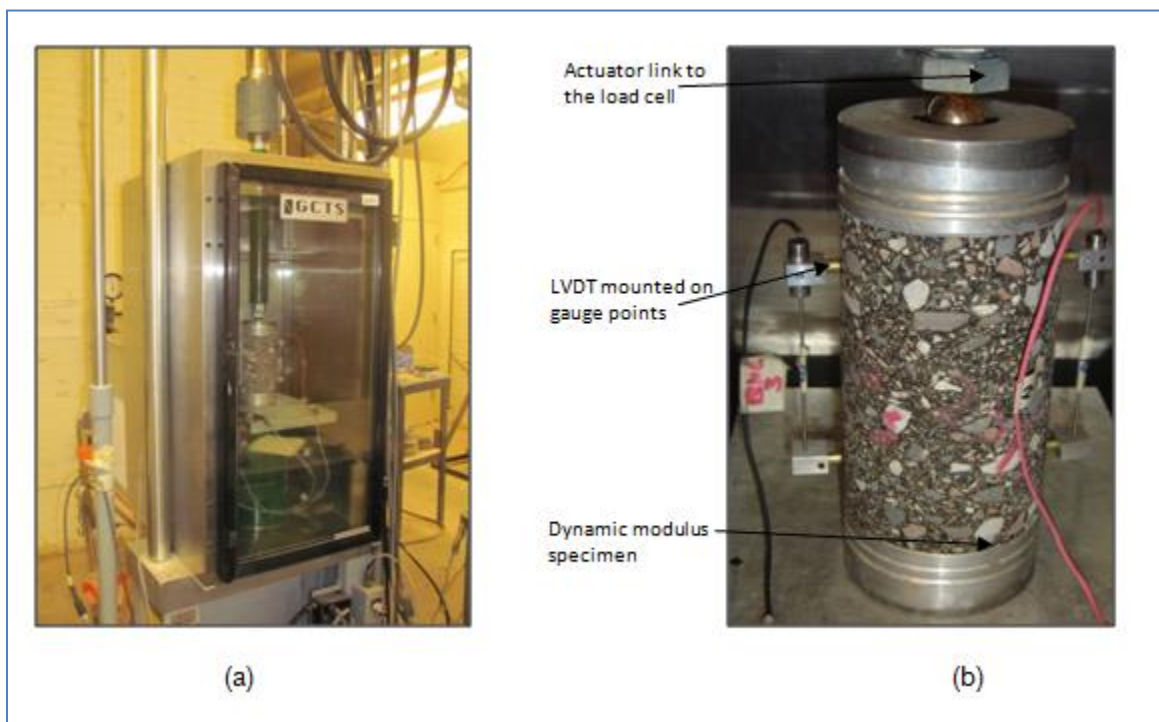 GCTS
Actuator link to
the load cell
LVDT mounted on
gauge points
Dynamic modulus
specimen
(a)
(b)